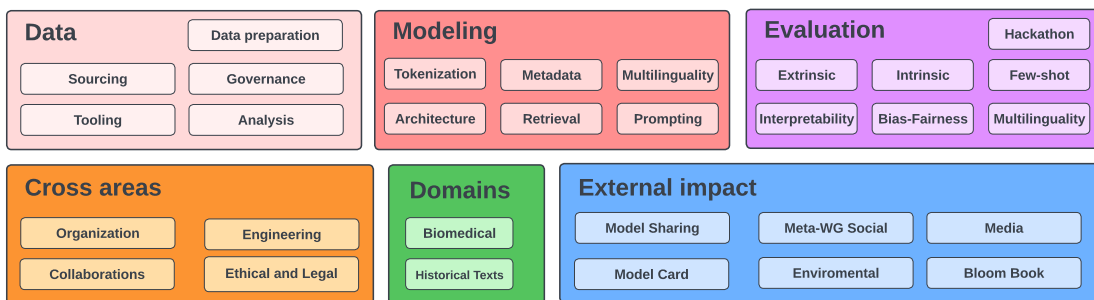 Data
Data preparation
Sourcing
Governance
Tooling
Analysis
Modeling
Tokenization
Metadata
Multilinguality
Architecture
Retrieval
Prompting
Evaluation
Hackathon
Extrinsic
Intrinsic
Few-shot
Interpretability
Bias-Fairness
Multilinguality
Cross areas
Organization
Engineering
Collaborations
Ethical and Legal
Domains
Biomedical
Historical Texts
External impact
Model Sharing
Meta-WG Social
Media
Model Card
Enviromental
Bloom Book